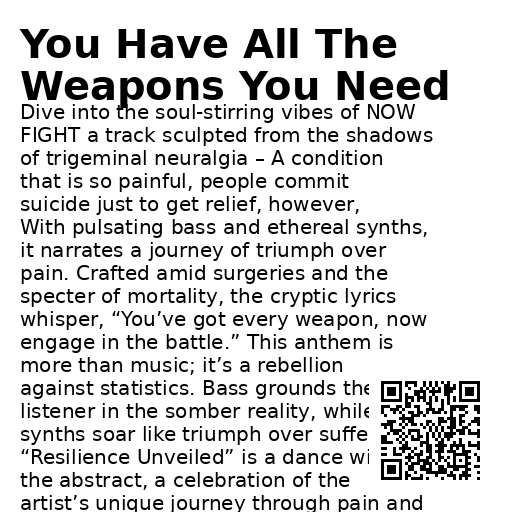 You Have All The
Weapons You Need
Dive into the soul-stirring vibes of NOW
FIGHT a track sculpted from the shadows
of trigeminal neuralgia – A condition
that is so painful, people commit
suicide just to get relief, however,
With pulsating bass and ethereal synths,
it narrates a journey of triumph over
pain. Crafted amid surgeries and the
specter of mortality, the cryptic lyrics
whisper, “You’ve got every weapon, now
engage in the battle.” This anthem is
more than music; it’s a rebellion
against statistics. Bass grounds the
listener in the somber reality, while
synths soar like triumph over
“Resilience Unveiled” is a dance
the abstract, a celebration of the
artist’s unique journey through pain and